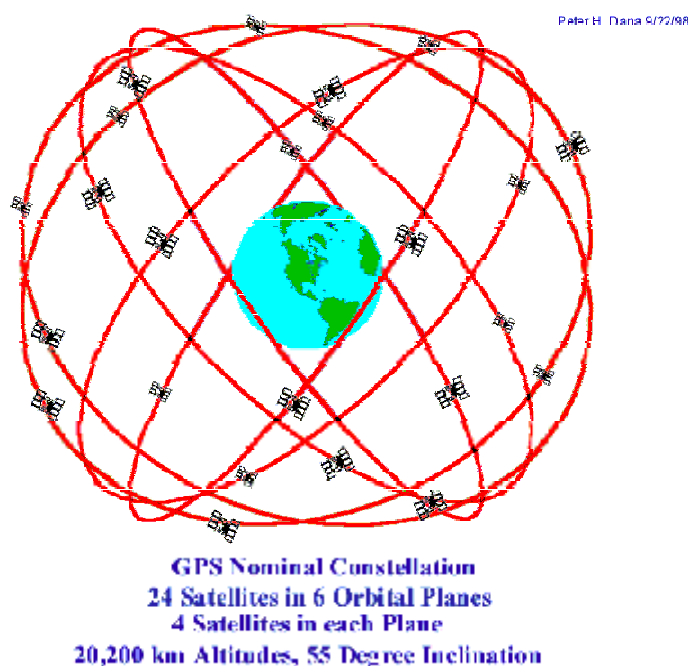 Peter H. Dana 9/22/98
GPS Nominal Constellation
24 Satellites in 6 Orbital Planes
4 Satellites in each Plane
20,200 km Altitudes, 55 Degree Inclination